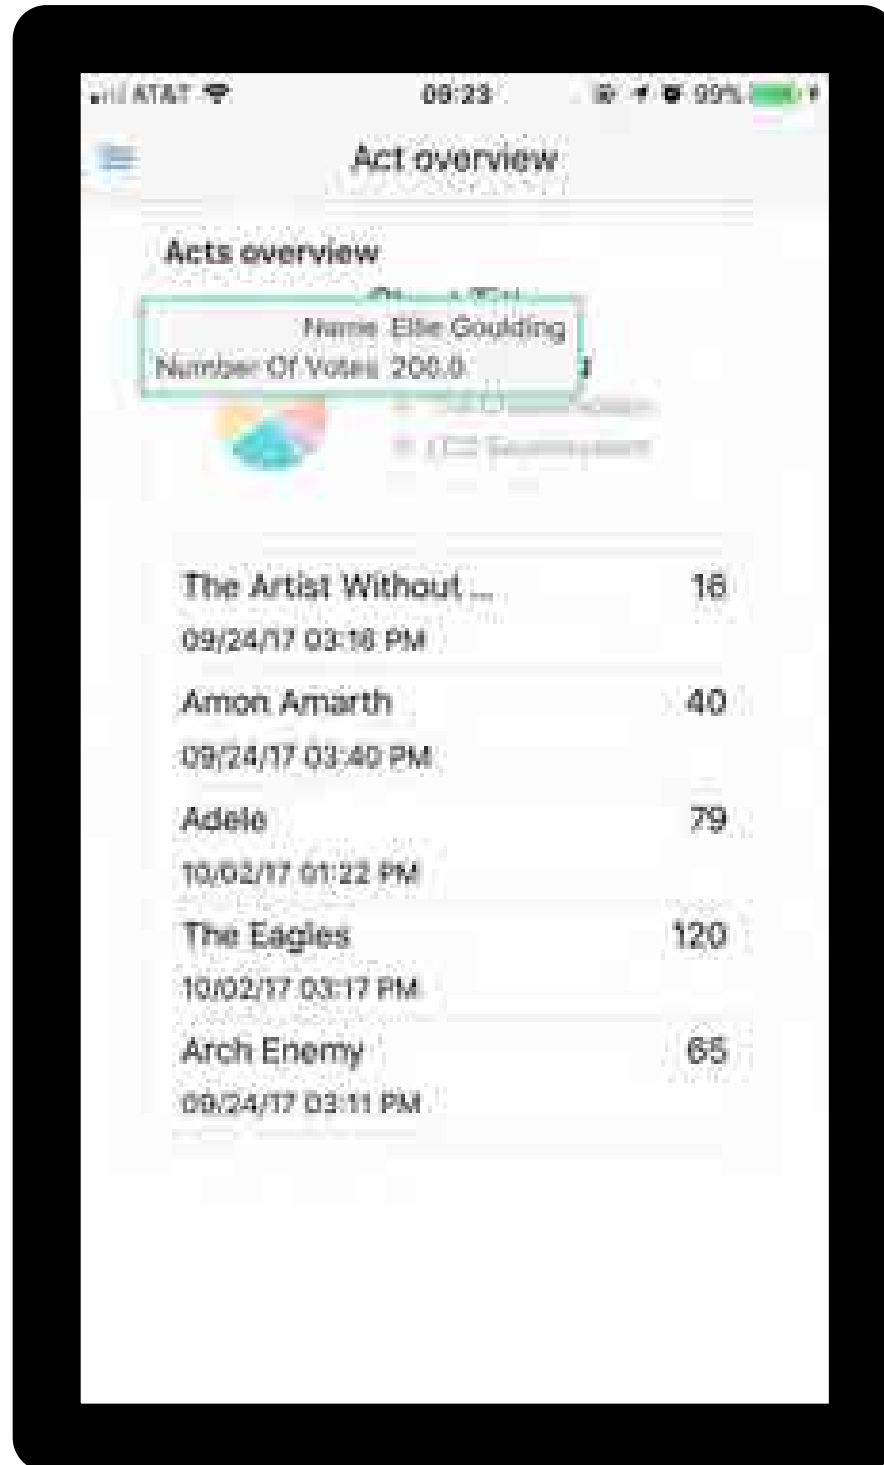 AT&T 09:23 99%
Act overview
Acts overview
Name Ellie Goulding
Number Of Votes 200.0
The Artist Without ... 16
09/24/17 03:16 PM
Amon Amarth 40
09/24/17 03:40 PM
Adele 79
10/02/17 01:22 PM
The Eagles 120
10/02/17 03:17 PM
Arch Enemy 65
09/24/17 03:11 PM